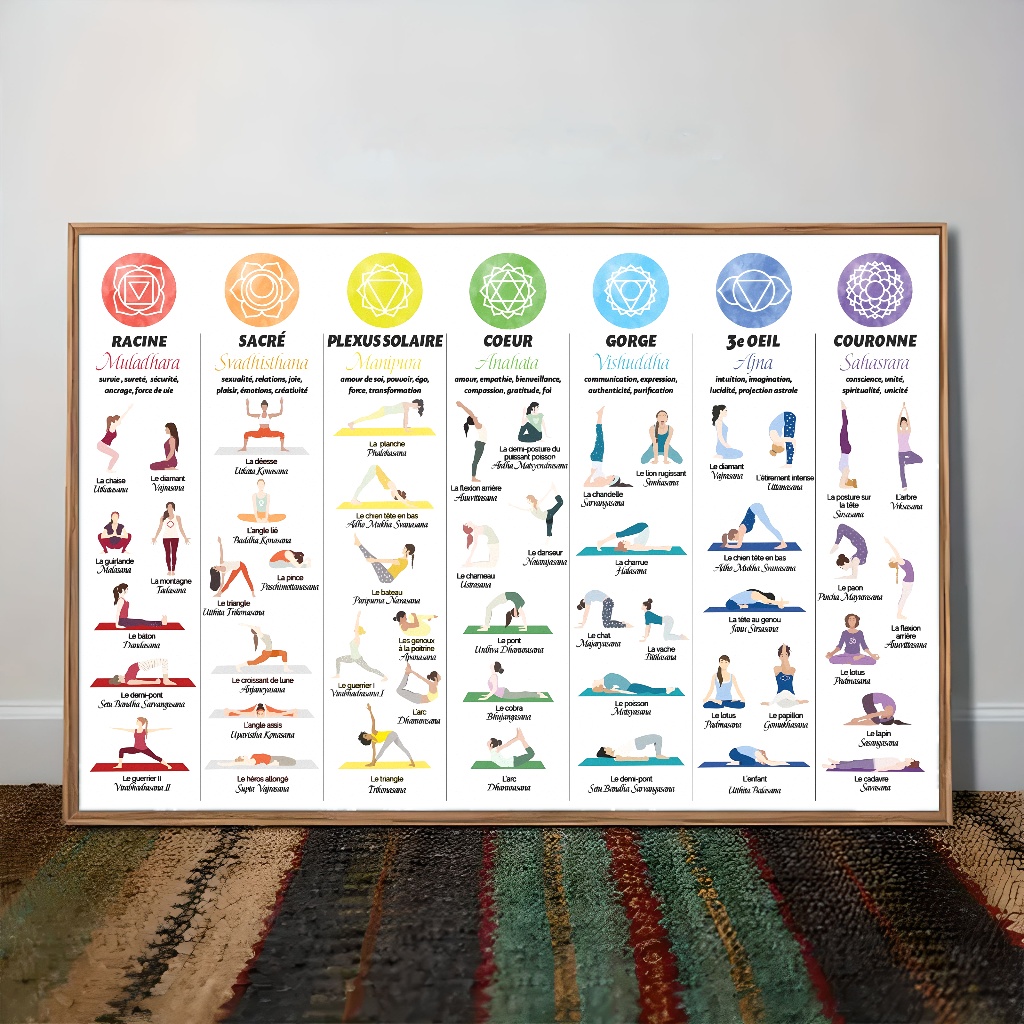 RACINE
Muladhara
survie, sureté, sécurité,
ancrage, force de vie
La chaise
Utkatasana
Le diamant
Vajrasana
La guirlande
Malasana
La montagne
Tadasana
Le bâton
Dandasana
Le demi-pont
Setu Bandha Sarvangasana
Le guerrier II
Virabhadrasana II
SACRÉ
Svadhisthana
sexualité, relations, joie,
plaisir, émotions, créativité
La déesse
Utkata Konasana
L'angle lié
Baddha Konasana
La pince
Paschimottanasana
Le triangle
Utthita Trikonasana
Le croissant de lune
Anjaneyasana
L'angle assis
Upavistha Konasana
Le héros allongé
Supta Vajrasana
PLEXUS SOLAIRE
Manipura
amour de soi, pouvoir, égo,
force, transformation
La planche
Phalakasana
Le chien tête en bas
Adho Mukha Svanasana
Le bateau
Paripurna Navasana
Les genoux
à la poitrine
Apanasana
Le guerrier I
Virabhadrasana I
L'arc
Dhanurasana
Le triangle
Trikonasana
COEUR
Anahata
amour, empathie, bienveillance,
compassion, gratitude, foi
La demi-posture du
puissant poisson
Ardha Matsyendrasana
La flexion arrière
Anuvittasana
Le danseur
Natarajasana
Le chameau
Ustrasana
Le pont
Urdhva Dhanurasana
Le cobra
Bhujangasana
L'arc
Dhanurasana
GORGE
Vishuddha
communication, expression,
authenticité, purification
La chandelle
Sarvangasana
Le lion rugissant
Simhasana
La charrue
Halasana
Le chat
Marjaryasana
La vache
Bitilasana
Le poisson
Matsyasana
Le demi-pont
Setu Bandha Sarvangasana
3e OEIL
Ajna
intuition, imagination,
lucidité, projection astrale
Le diamant
Vajrasana
L'étirement intense
Uttanasana
Le chien tête en bas
Adho Mukha Svanasana
La tête au genou
Janu Sirsasana
Le lotus
Padmasana
Le papillon
Gomukhasana
L'enfant
Utthita Balasana
COURONNE
Sahasrara
conscience, unité,
spiritualité, unicité
La posture sur
la tête
Sirsasana
L'arbre
Vrksasana
Le paon
Pincha Mayurasana
La flexion
arrière
Anuvittasana
Le lotus
Padmasana
Le lapin
Sasangasana
Le cadavre
Savasana